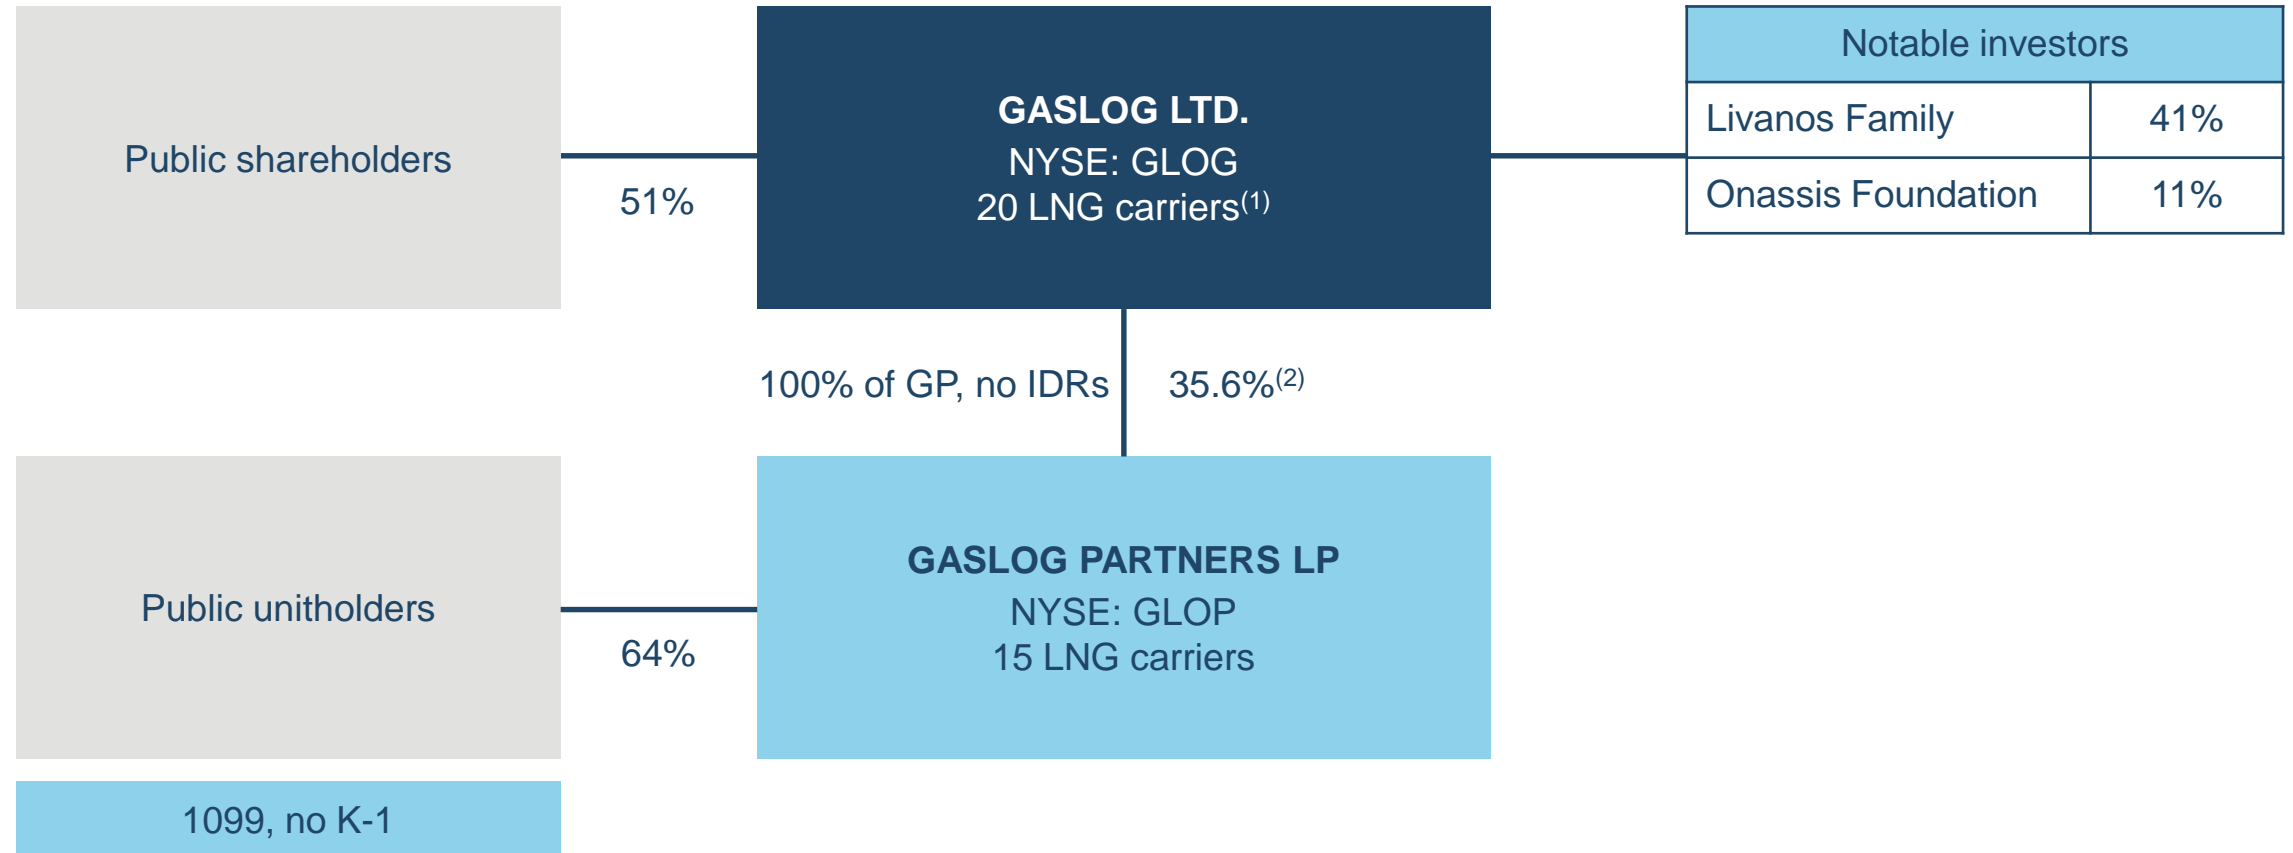 Public shareholders
51%
GASLOG LTD.
NYSE: GLOG
20 LNG carriers(1)
Notable investors
Livanos Family 41%
Onassis Foundation 11%
100% of GP, no IDRs 35.6%(2)
Public unitholders
64%
GASLOG PARTNERS LP
NYSE: GLOP
15 LNG carriers
1099, no K-1